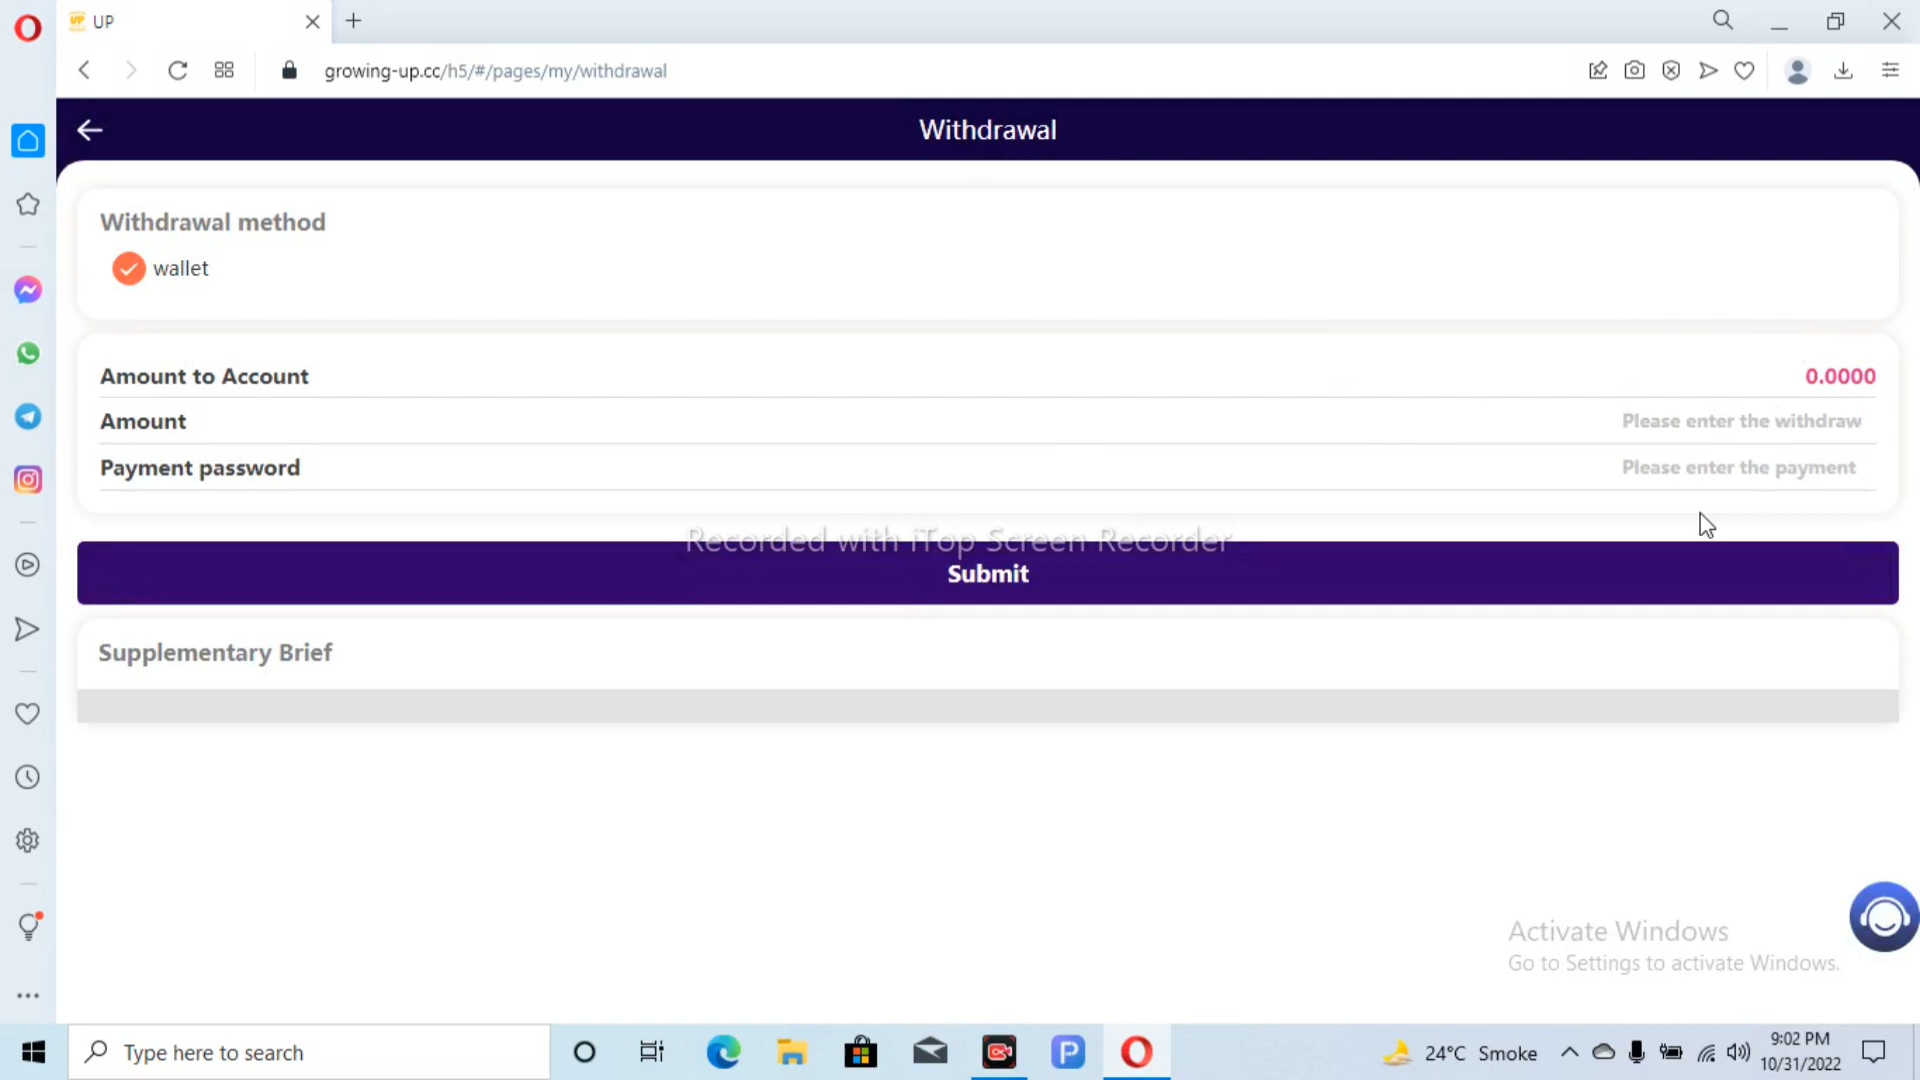 UP
UP
growing-up.cc/h5/#/pages/my/withdrawal
Withdrawal
Withdrawal method
wallet
Amount to Account 0.0000
Amount Please enter the withdraw
Payment password Please enter the payment
Recorded with iTop Screen Recorder
Submit
Supplementary Brief
Activate Windows
Go to Settings to activate Windows.
Type here to search
P
24°C Smoke
9:02 PM
10/31/2022